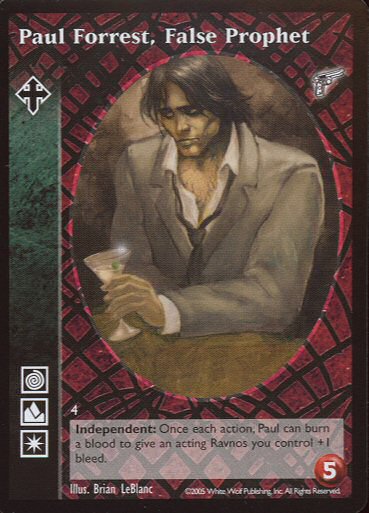 Paul Forrest, False Prophet
4
Independent: Once each action, Paul can burn
a blood to give an acting Ravnos you control +1
bleed.
5
Illus. Brian LeBlanc
©2005 White Wolf Publishing, Inc. All Rights Reserved.